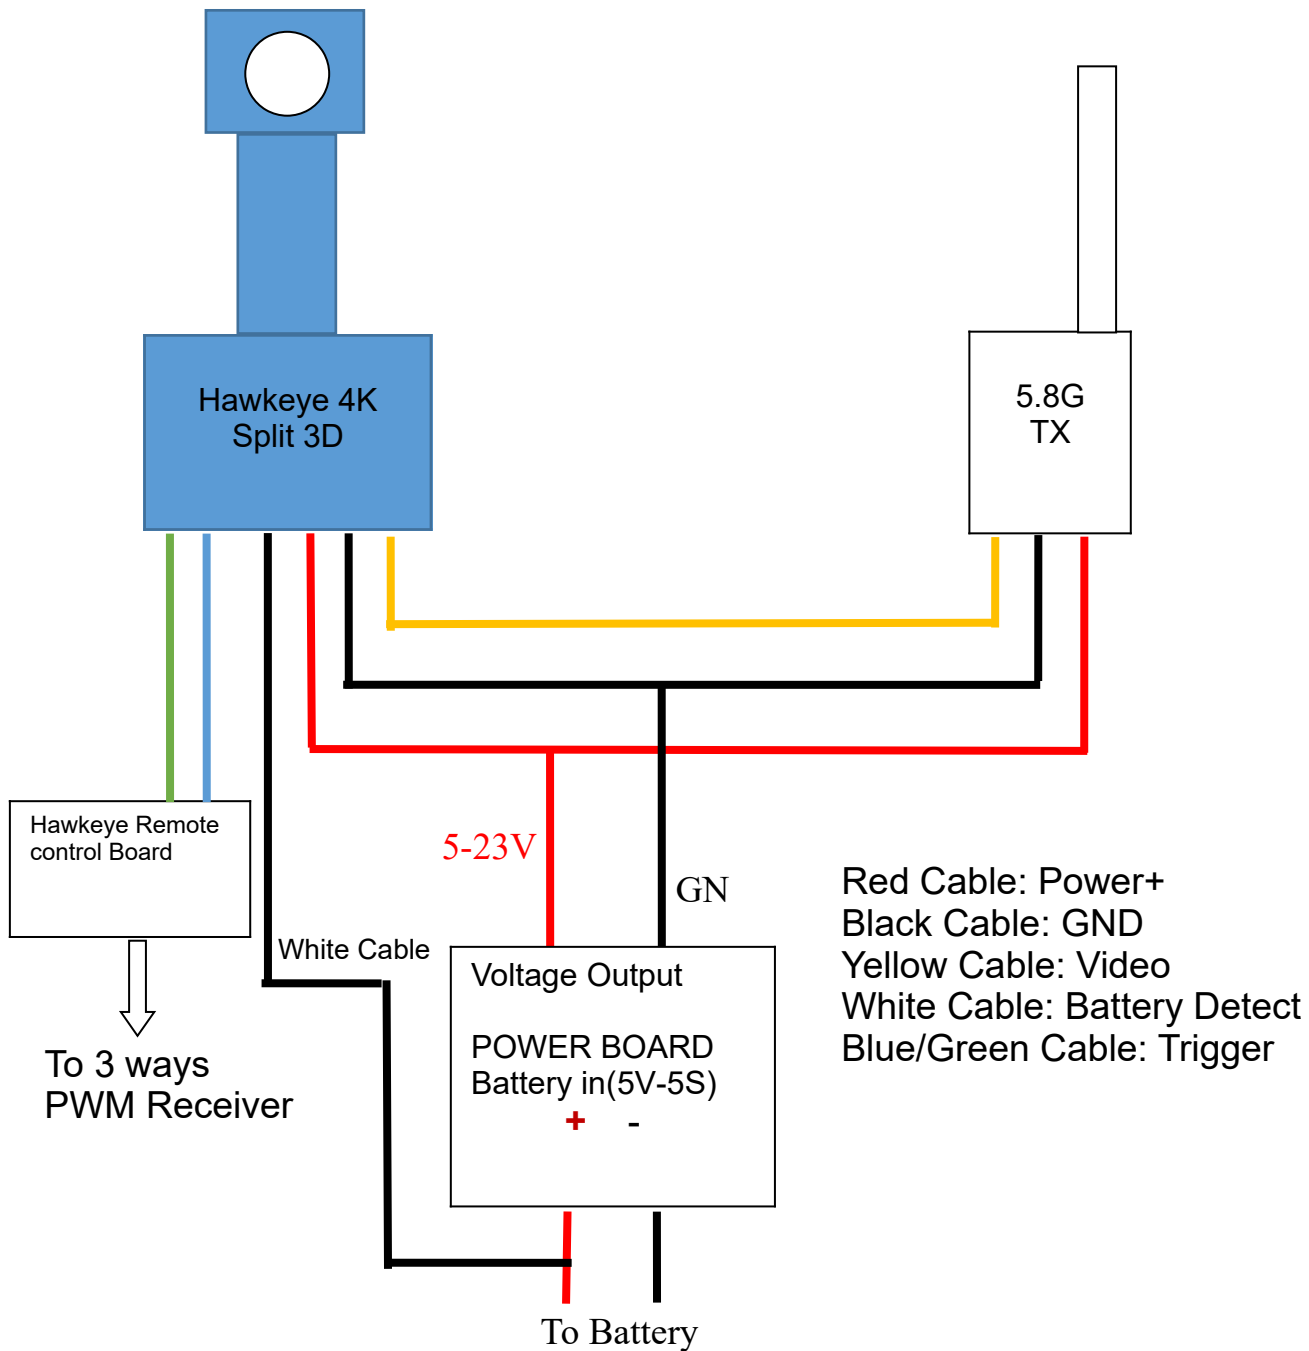 Hawkeye 4K
Split 3D
5.8G
TX
Hawkeye Remote
control Board
5-23V
GN
White Cable
Voltage Output
POWER BOARD
Battery in(5V-5S)
+ -
To 3 ways
PWM Receiver
Red Cable: Power+
Black Cable: GND
Yellow Cable: Video
White Cable: Battery Detect
Blue/Green Cable: Trigger
To Battery